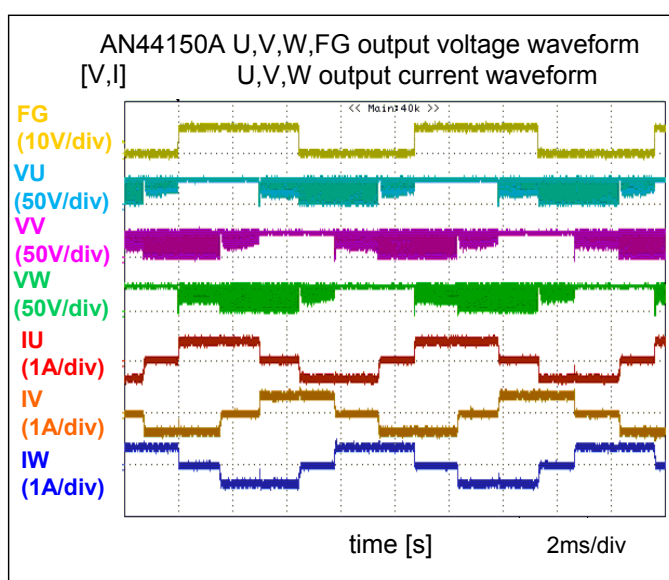 AN44150A U,V,W,FG output voltage waveform
[V,I] U,V,W output current waveform
<< Main:40k >>
FG
(10V/div)
VU
(50V/div)
VV
(50V/div)
VW
(50V/div)
IU
(1A/div)
IV
(1A/div)
IW
(1A/div)
time [s] 2ms/div